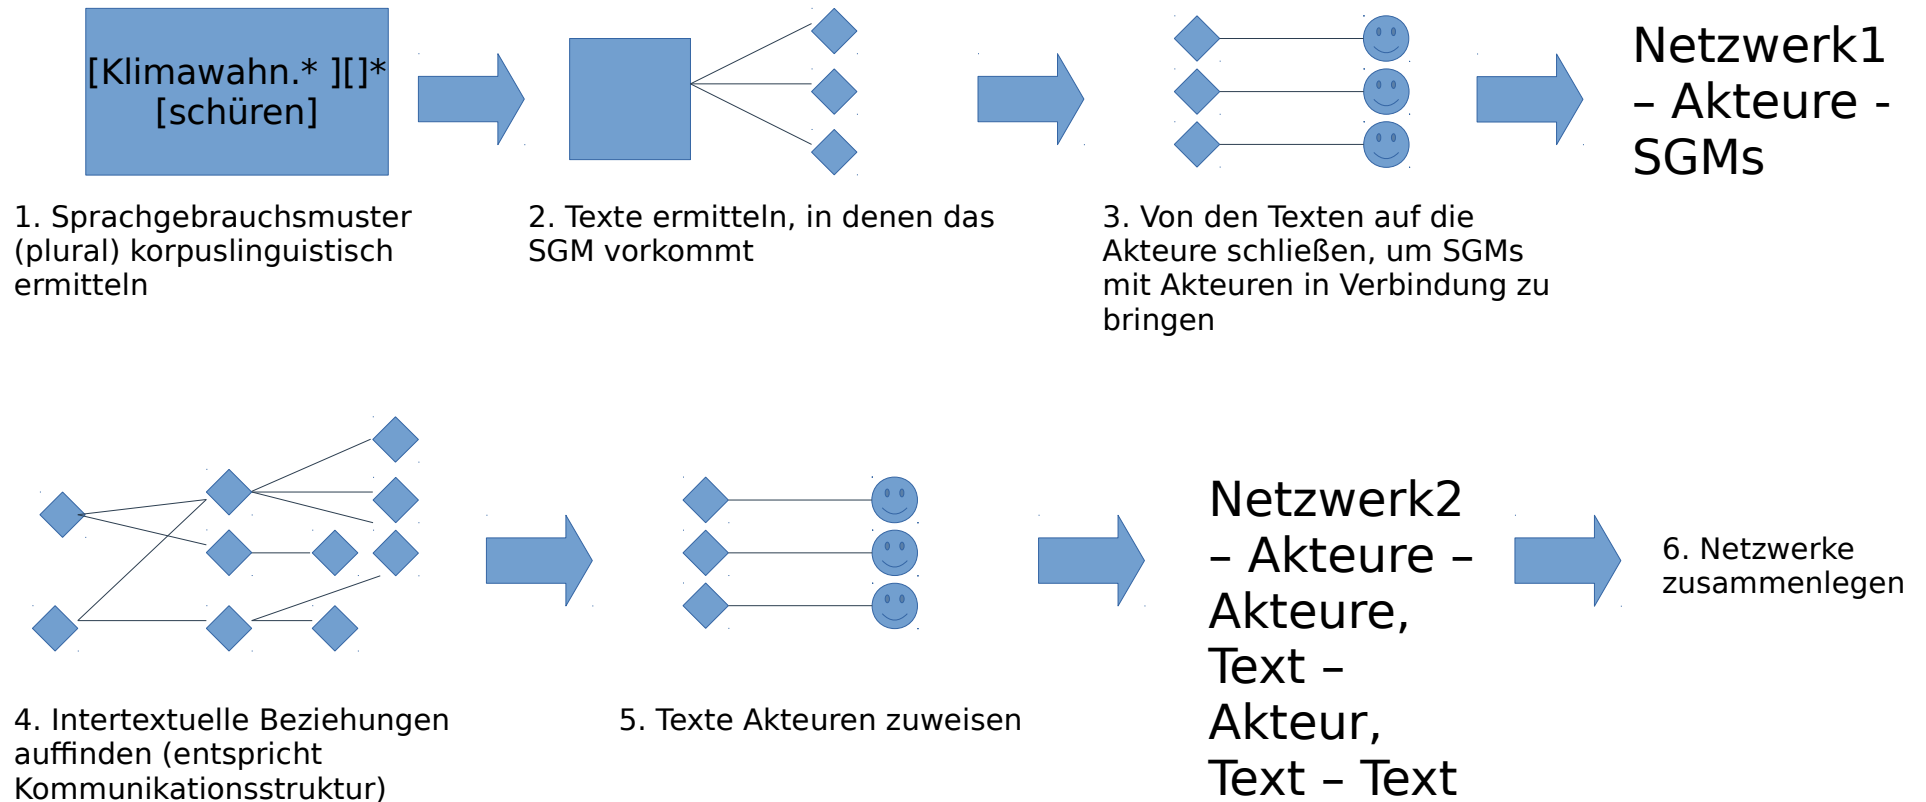 [Klimawahn.* ][]*
[schüren]
Netzwerk1
– Akteure -
SGMs
1. Sprachgebrauchsmuster
(plural) korpuslinguistisch
ermitteln
2. Texte ermitteln, in denen das
SGM vorkommt
3. Von den Texten auf die
Akteure schließen, um SGMs
mit Akteuren in Verbindung zu
bringen
Netzwerk2
– Akteure –
Akteure,
Text –
Akteur,
Text – Text
6. Netzwerke
zusammenlegen
4. Intertextuelle Beziehungen
auffinden (entspricht
Kommunikationsstruktur)
5. Texte Akteuren zuweisen